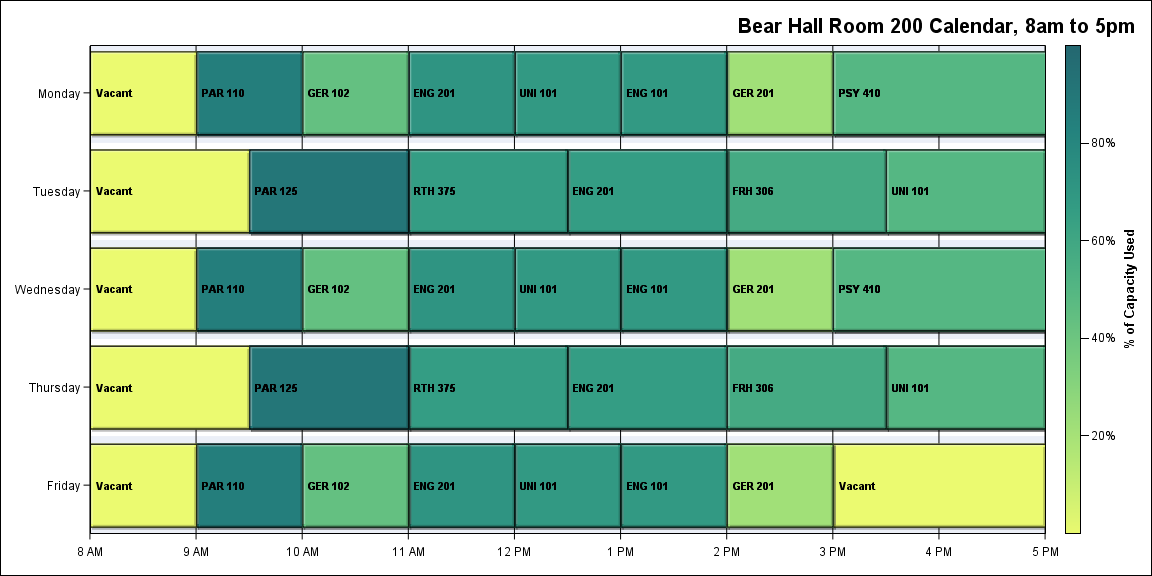 Bear Hall Room 200 Calendar, 8am to 5pm
Monday
Vacant
PAR 110
GER 102
ENG 201
UNI 101
ENG 101
GER 201
PSY 410
Tuesday
Vacant
PAR 125
RTH 375
ENG 201
FRH 306
UNI 101
Wednesday
Vacant
PAR 110
GER 102
ENG 201
UNI 101
ENG 101
GER 201
PSY 410
Thursday
Vacant
PAR 125
RTH 375
ENG 201
FRH 306
UNI 101
Friday
Vacant
PAR 110
GER 102
ENG 201
UNI 101
ENG 101
GER 201
Vacant
8 AM
9 AM
10 AM
11 AM
12 PM
1 PM
2 PM
3 PM
4 PM
5 PM
80%
60%
40%
20%
% of Capacity Used